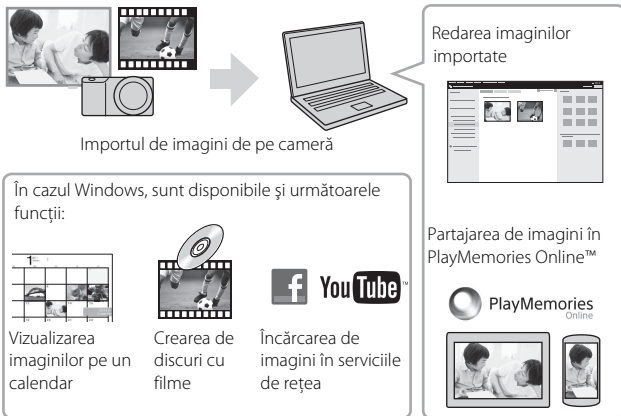 Importul de imagini de pe cameră
Redarea imaginilor
importate
În cazul Windows, sunt disponibile şi următoarele
funcţii:
1
Vizualizarea
imaginilor pe un
calendar
Crearea de
discuri cu
filme
f YouTube™
Încărcarea de
imagini în serviciile
de reţea
Partajarea de imagini în
PlayMemories Online™
PlayMemories
Online